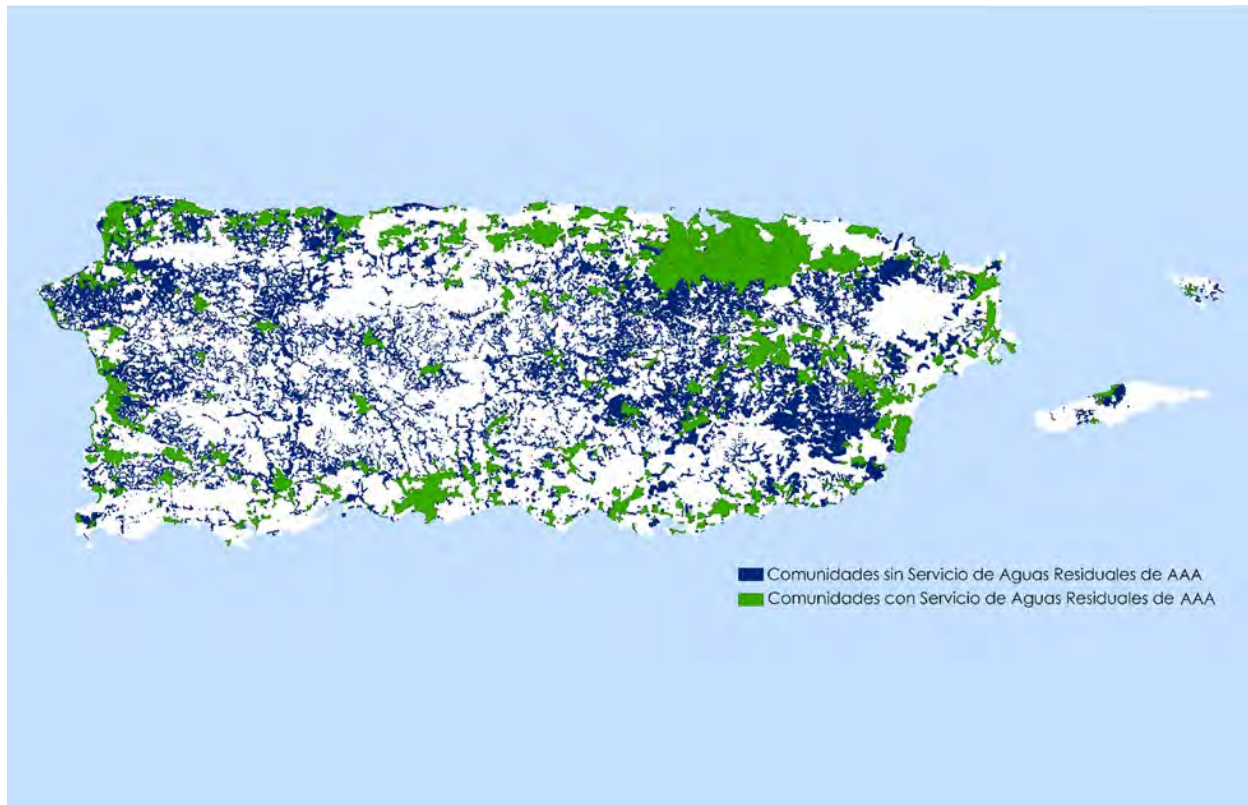 Comunidades sin Servicio de Aguas Residuales de AAA
Comunidades con Servicio de Aguas Residuales de AAA